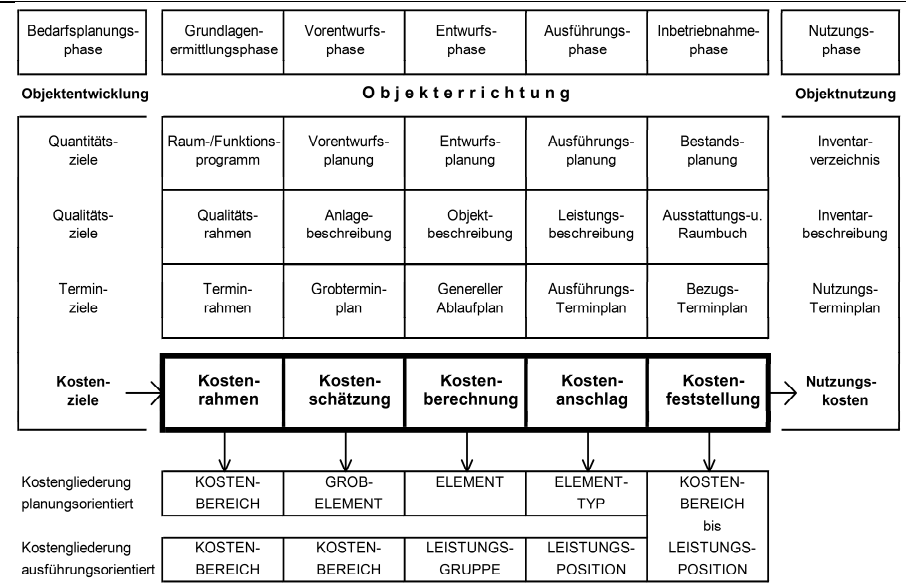 Bedarfsplanungs- Grundlagen- Vorentwurfs- Entwurfs- Ausführungs- Inbetriebnahme- Nutzungs-
phase ermittlungsphase phase phase phase phase phase
Objektentwicklung Objekterrichtung Objektnutzung
Quantitäts- Raum-/Funktions- Vorentwurfs- Entwurfs- Ausführungs- Bestands- Inventar-
ziele programm planung planung planung planung verzeichnis
Qualitäts- Qualitäts- Anlage- Objekt- Leistungs- Ausstattungs-u. Inventar-
ziele rahmen beschreibung beschreibung beschreibung Raumbuch beschreibung
Termin- Termin- Grobtermin- Genereller Ausführungs- Bezugs- Nutzungs-
ziele rahmen plan Ablaufplan Terminplan Terminplan Terminplan
Kosten- Kosten- Kosten- Kosten- Kosten- Kosten- Nutzungs-
ziele rahmen schätzung berechnung anschlag feststellung kosten
Kostengliederung KOSTEN- GROB- ELEMENT ELEMENT- KOSTEN-
planungsorientiert BEREICH ELEMENT TYP BEREICH
bis
Kostengliederung KOSTEN- KOSTEN- LEISTUNGS- LEISTUNGS- LEISTUNGS-
ausführungsorientiert BEREICH BEREICH GRUPPE POSITION POSITION